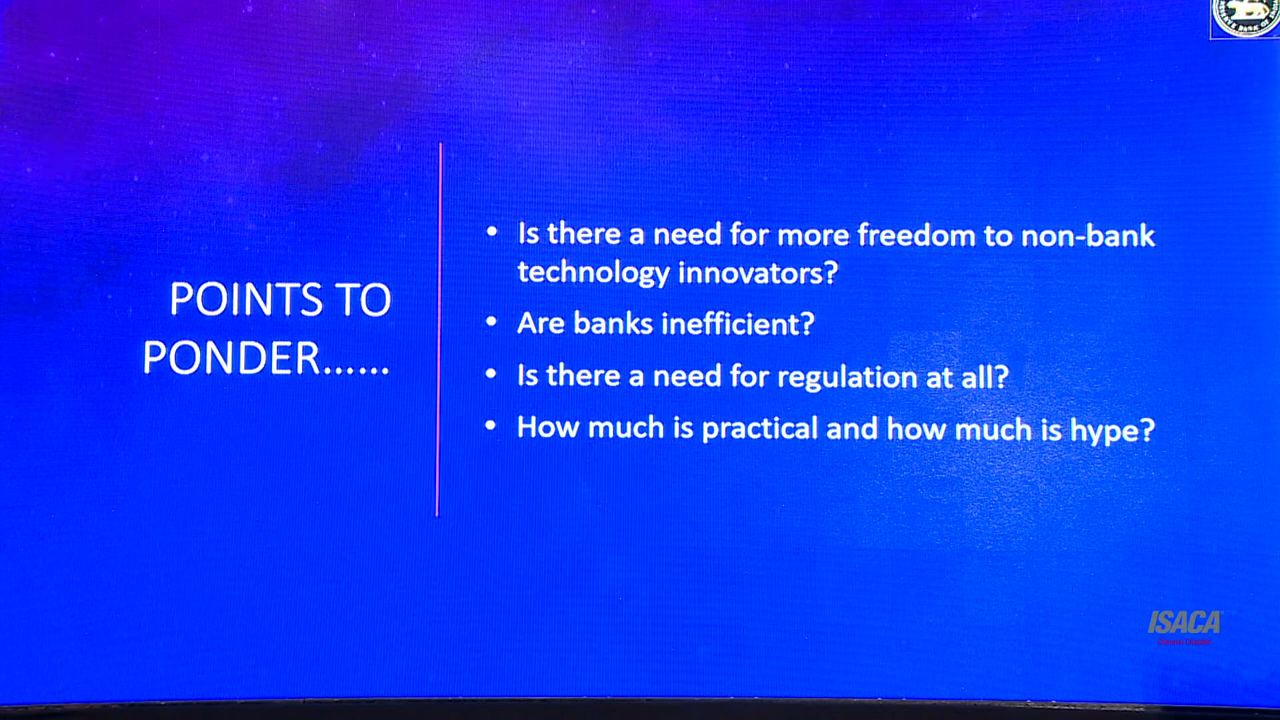 POINTS TO
PONDER......
• Is there a need for more freedom to non-bank
technology innovators?
• Are banks inefficient?
• Is there a need for regulation at all?
• How much is practical and how much is hype?
ISACA